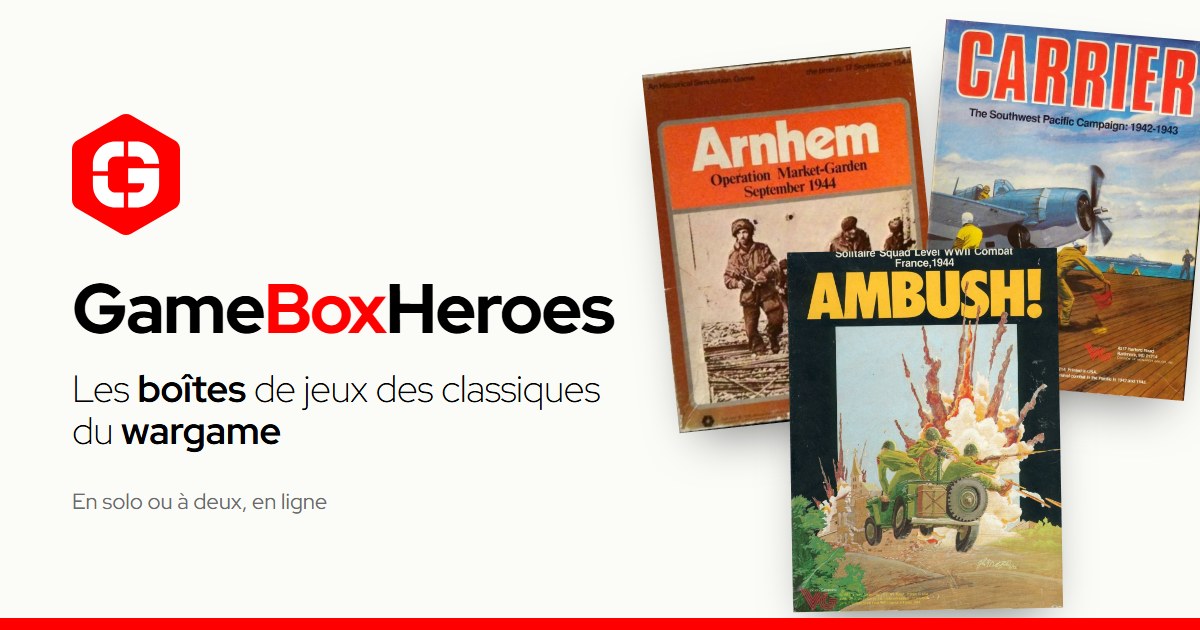 G
GameBoxHeroes
Les boîtes de jeux des classiques
du wargame
En solo ou à deux, en ligne
An Historical Simulation Game
Arnhem
Operation Market-Garden
September 1944
CARRIER
The Southwest Pacific Campaign: 1942-1943
Solitaire Squad Level WWII Combat
France,1944
AMBUSH!
VG